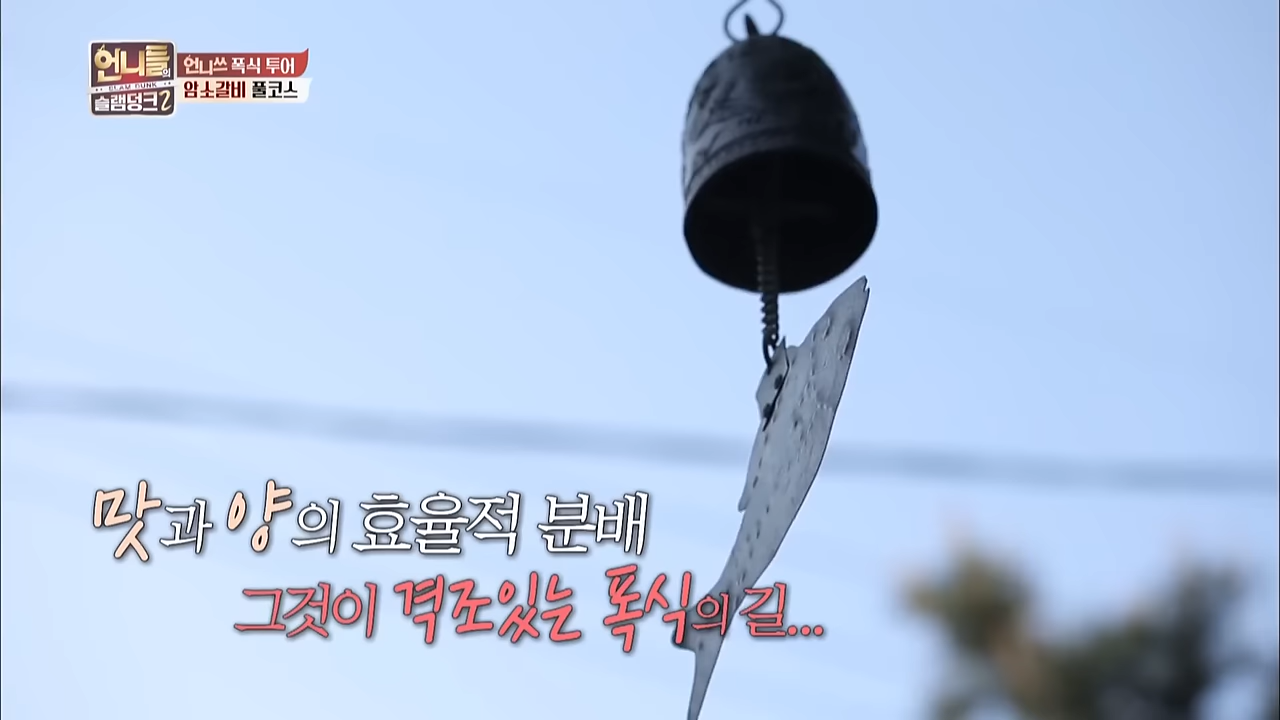 언니들의
SLAM DUNK
슬램덩크2
언니쓰 폭식 투어
암소갈비 풀코스
맛과 양의 효율적 분배
그것이 격조있는 폭식의 길...